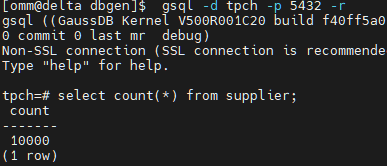 [omm@delta dbgen]$  gsql -d tpch -p 5432 -r
gsql ((GaussDB Kernel V500R001C20 build f40ff5a0
0 commit 0 last mr  debug)
Non-SSL connection (SSL connection is recommende
Type "help" for help.

tpch=# select count(*) from supplier;
 count
-------
 10000
(1 row)